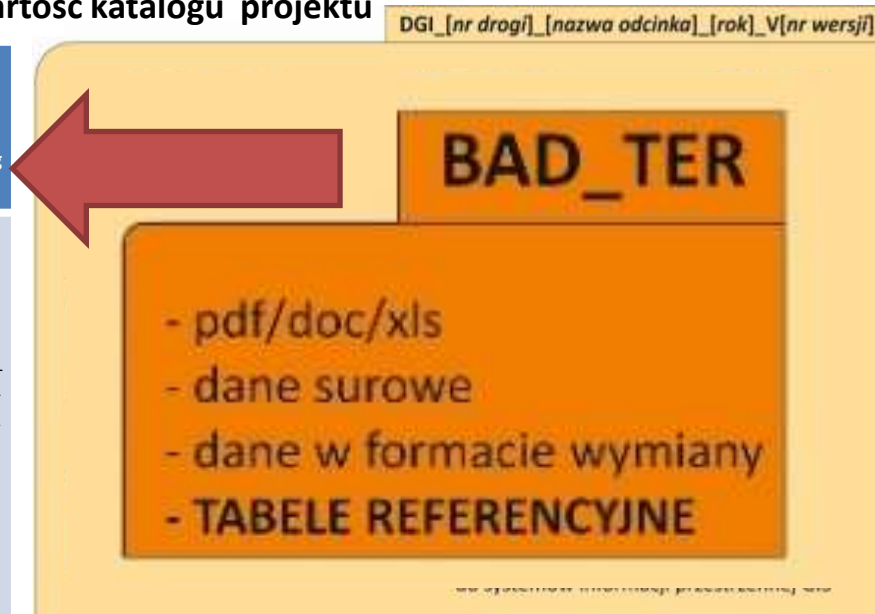 artość katalogu projektu
DGI_[nr drogi]_[nazwa odcinka]_[rok]_V[nr wersji]
BAD_TER
- pdf/doc/xls
- dane surowe
- dane w formacie wymiany
- TABELE REFERENCYJNE